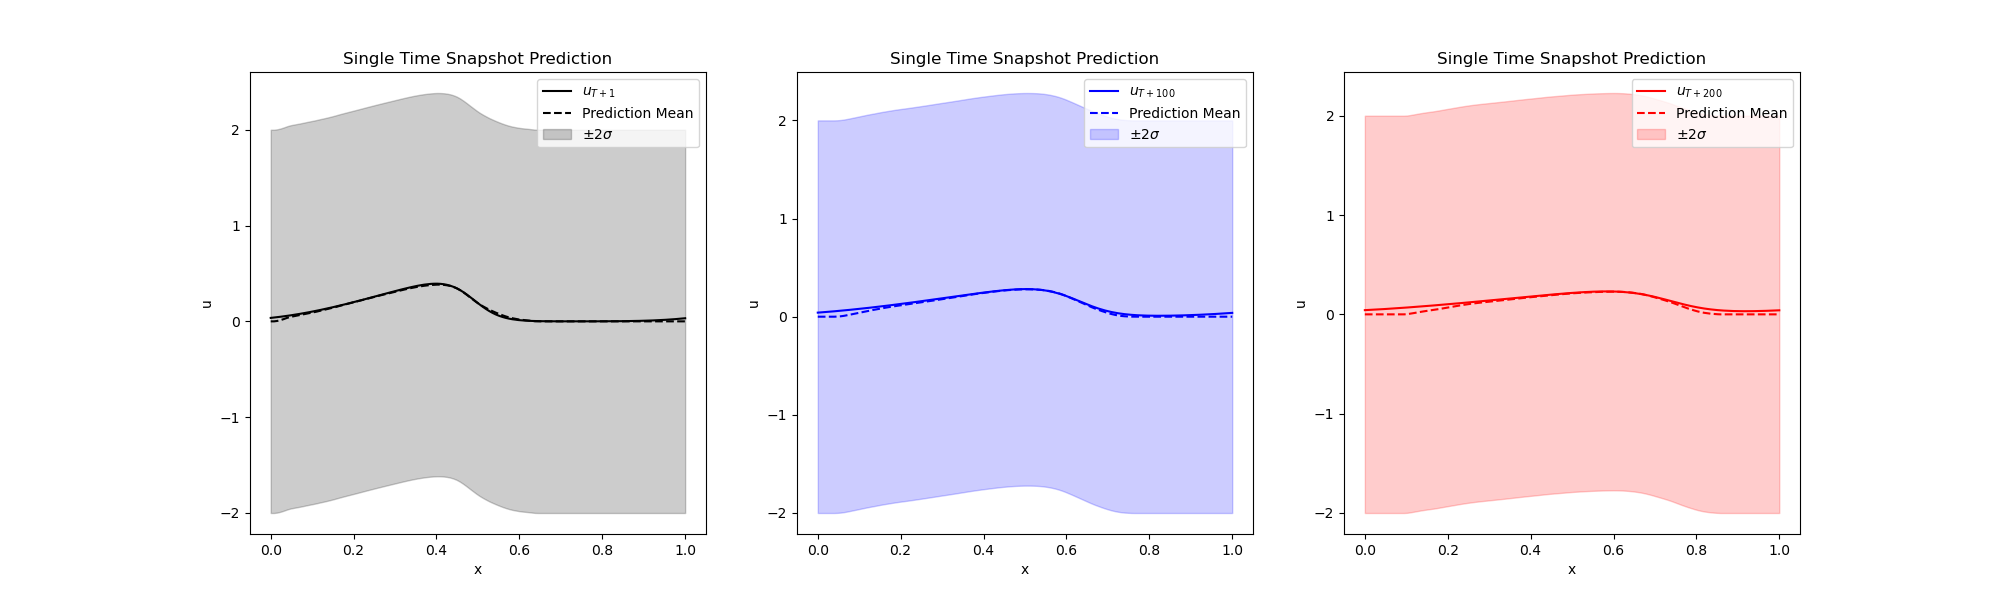 Single Time Snapshot Prediction
u_{T+1}
Prediction Mean
±2σ
u
2
1
0
−1
−2
0.0 0.2 0.4 0.6 0.8 1.0
x
Single Time Snapshot Prediction
u_{T+100}
Prediction Mean
±2σ
u
2
1
0
−1
−2
0.0 0.2 0.4 0.6 0.8 1.0
x
Single Time Snapshot Prediction
u_{T+200}
Prediction Mean
±2σ
u
2
1
0
−1
−2
0.0 0.2 0.4 0.6 0.8 1.0
x